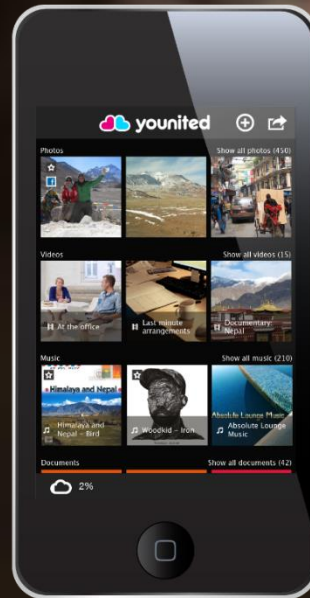 younited
Photos Show all photos (450)
Videos Show all videos (15)
At the office
Last minute
arrangements
Documentary:
Nepal
Music Show all music (210)
Himalaya and Nepal
Himalaya and
Nepal - Bird
Woodkid - Iron
Absolute Lounge Music
Absolute Lounge
Music
Documents Show all documents (42)
2%